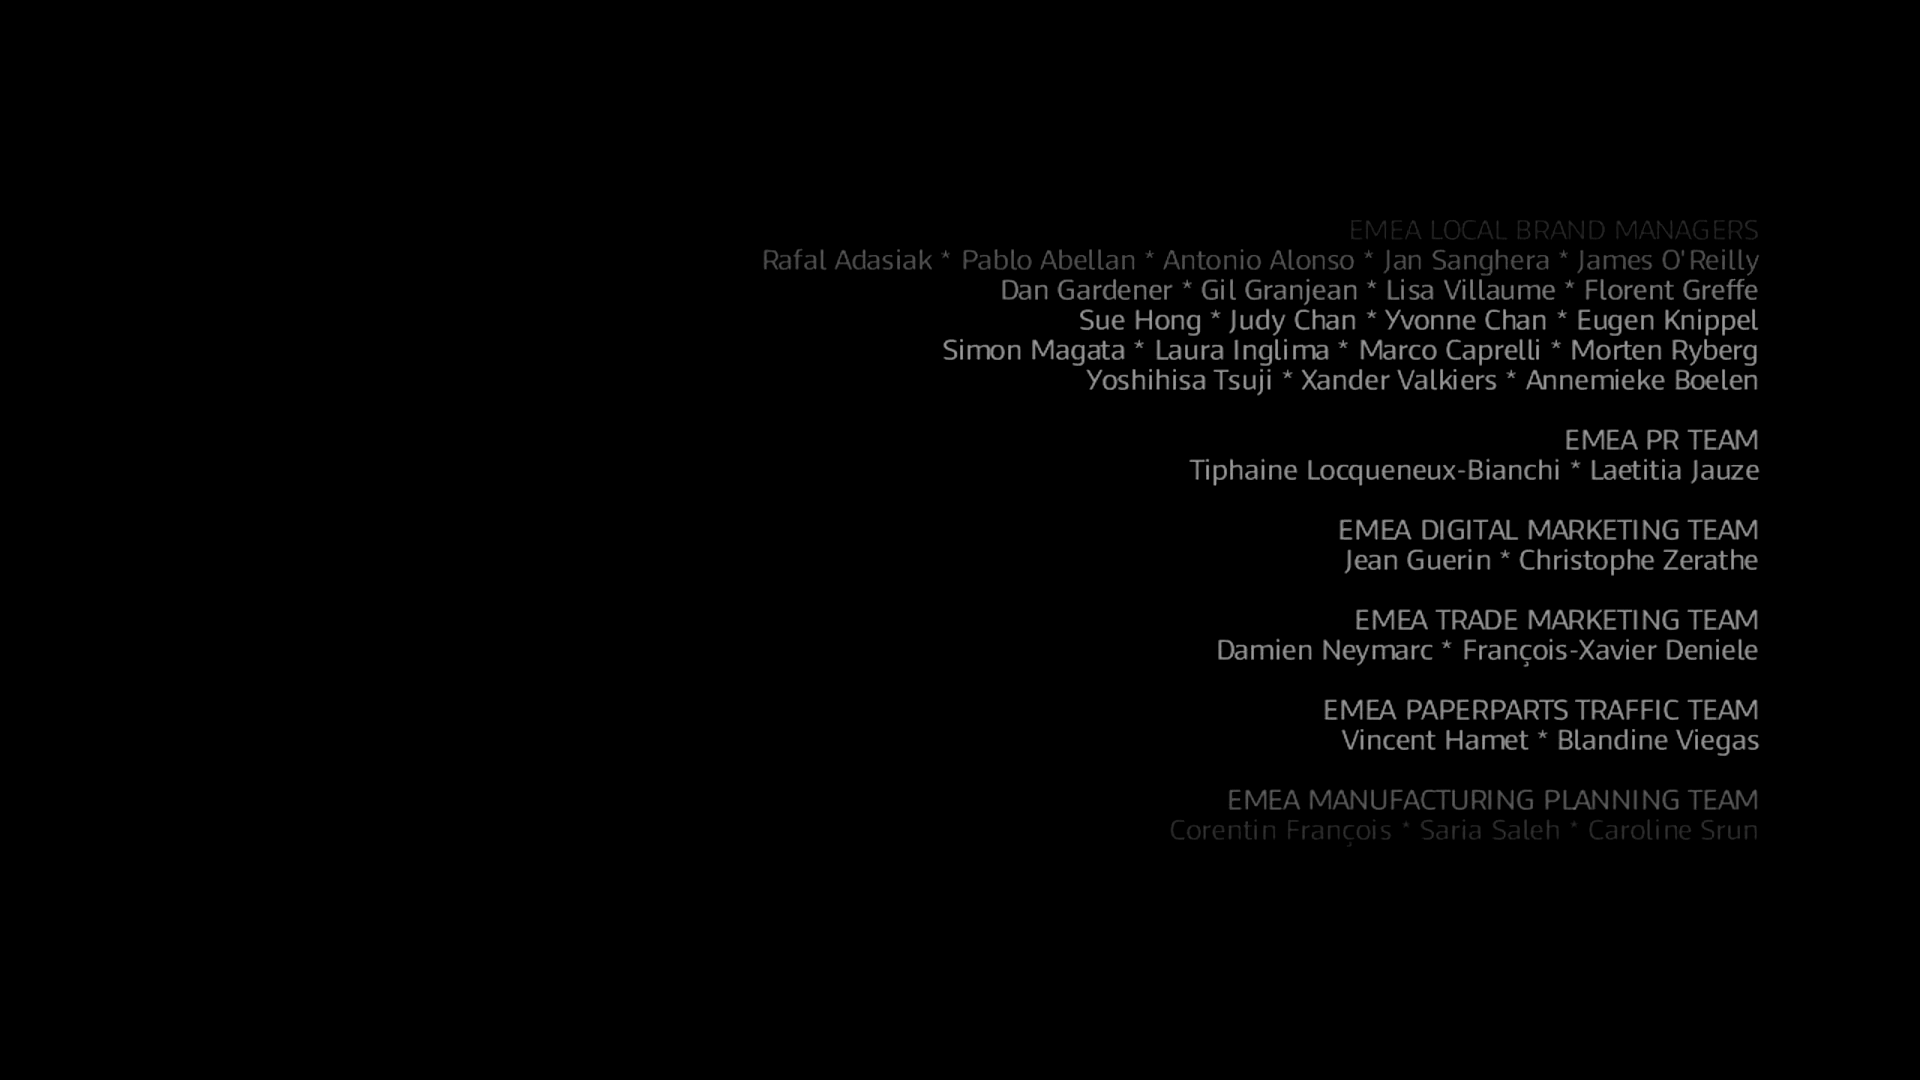 EMEA LOCAL BRAND MANAGERS
Rafal Adasiak * Pablo Abellan * Antonio Alonso * Jan Sanghera * James O'Reilly
Dan Gardener * Gil Granjean * Lisa Villaume * Florent Greffe
Sue Hong * Judy Chan * Yvonne Chan * Eugen Knippel
Simon Magata * Laura Inglima * Marco Caprelli * Morten Ryberg
Yoshihisa Tsuji * Xander Valkiers * Annemieke Boelen
EMEA PR TEAM
Tiphaine Locqueneux-Bianchi * Laetitia Jauze
EMEA DIGITAL MARKETING TEAM
Jean Guerin * Christophe Zerathe
EMEA TRADE MARKETING TEAM
Damien Neymarc * François-Xavier Deniele
EMEA PAPERPARTS TRAFFIC TEAM
Vincent Hamet * Blandine Viegas
EMEA MANUFACTURING PLANNING TEAM
Corentin François * Saria Saleh * Caroline Srun